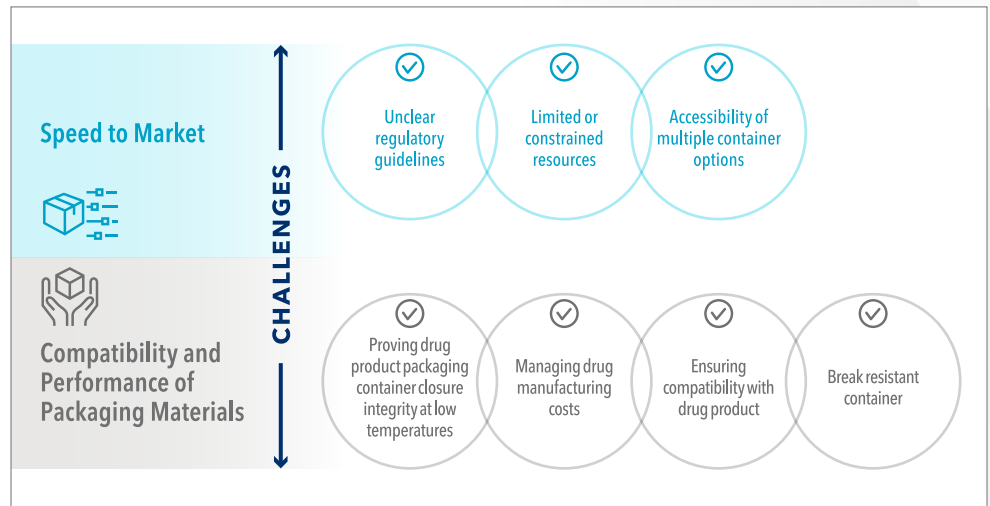 Speed to Market
CHALLENGES
Unclear
regulatory
guidelines
Limited or
constrained
resources
Accessibility of
multiple container
options
Compatibility and
Performance of
Packaging Materials
Proving drug
product packaging
container closure
integrity at low
temperatures
Managing drug
manufacturing
costs
Ensuring
compatibility with
drug product
Break resistant
container